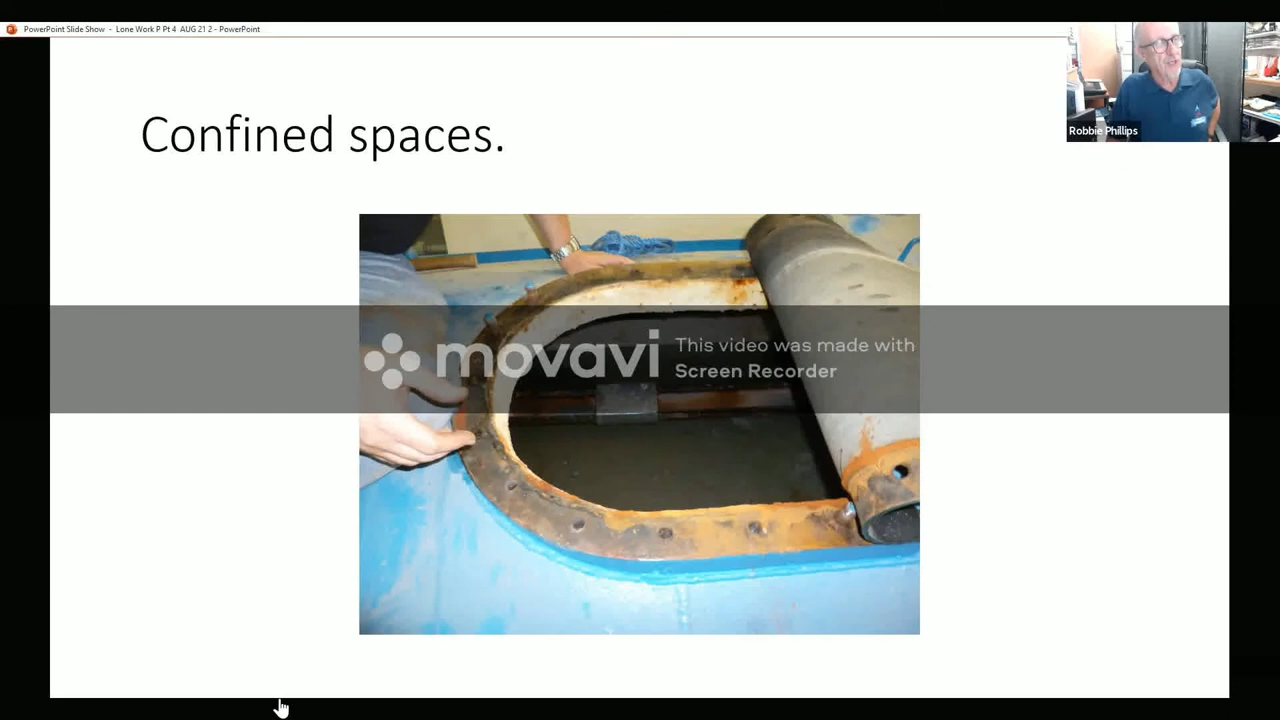 PowerPoint Slide Show - Lone Work P Pt 4 AUG 21 2 - PowerPoint
Robbie Phillips
Confined spaces.
movavi
This video was made with
Screen Recorder